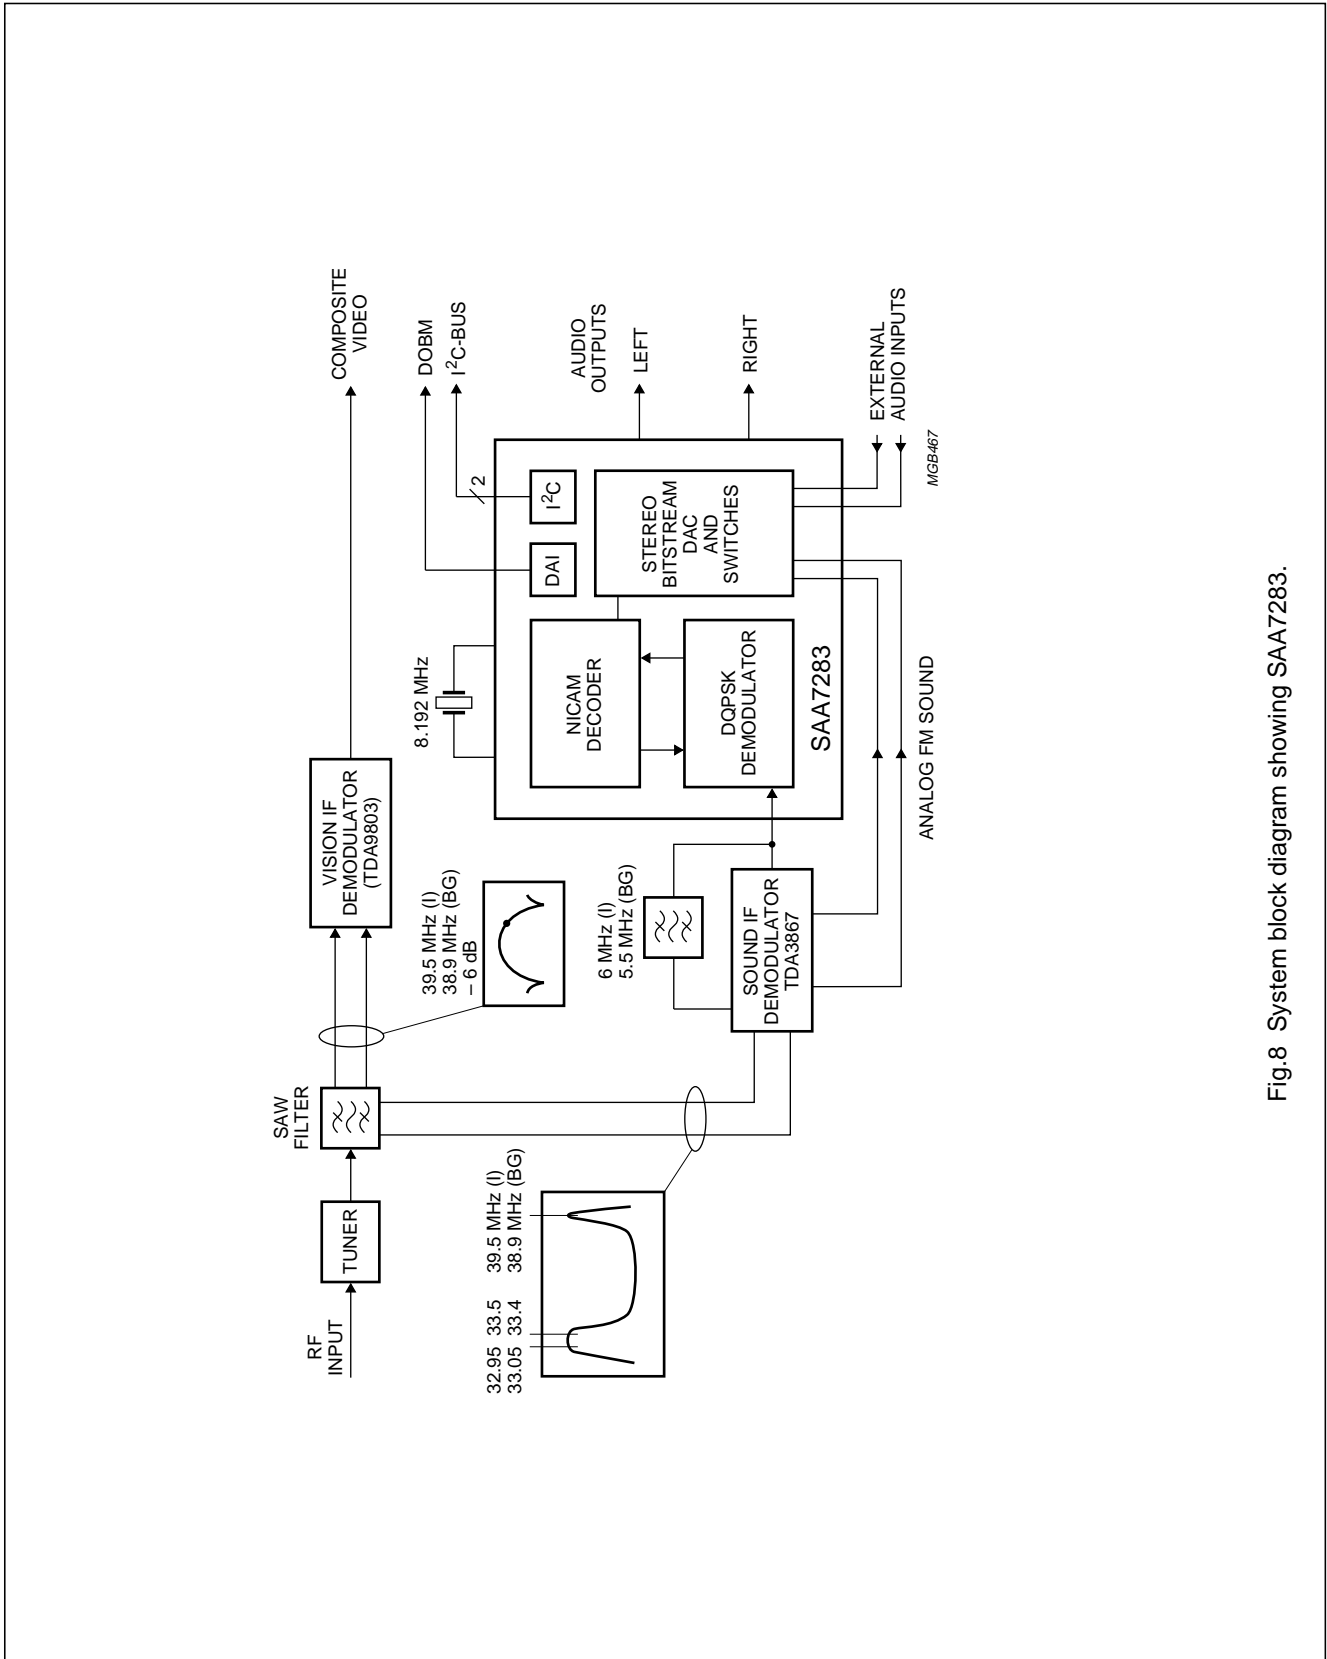 RF
INPUT
TUNER
SAW
FILTER
VISION IF
DEMODULATOR
(TDA9803)
COMPOSITE
VIDEO
39.5 MHz (I)
38.9 MHz (BG)
– 6 dB
8.192 MHz
DOBM
I²C-BUS
2
DAI
I²C
NICAM
DECODER
STEREO
BITSTREAM
DAC
AND
SWITCHES
AUDIO
OUTPUTS
LEFT
RIGHT
DQPSK
DEMODULATOR
SAA7283
32.95 33.5 39.5 MHz (I)
33.05 33.4 38.9 MHz (BG)
6 MHz (I)
5.5 MHz (BG)
SOUND IF
DEMODULATOR
TDA3867
EXTERNAL
AUDIO INPUTS
ANALOG FM SOUND
MGB467
Fig.8 System block diagram showing SAA7283.